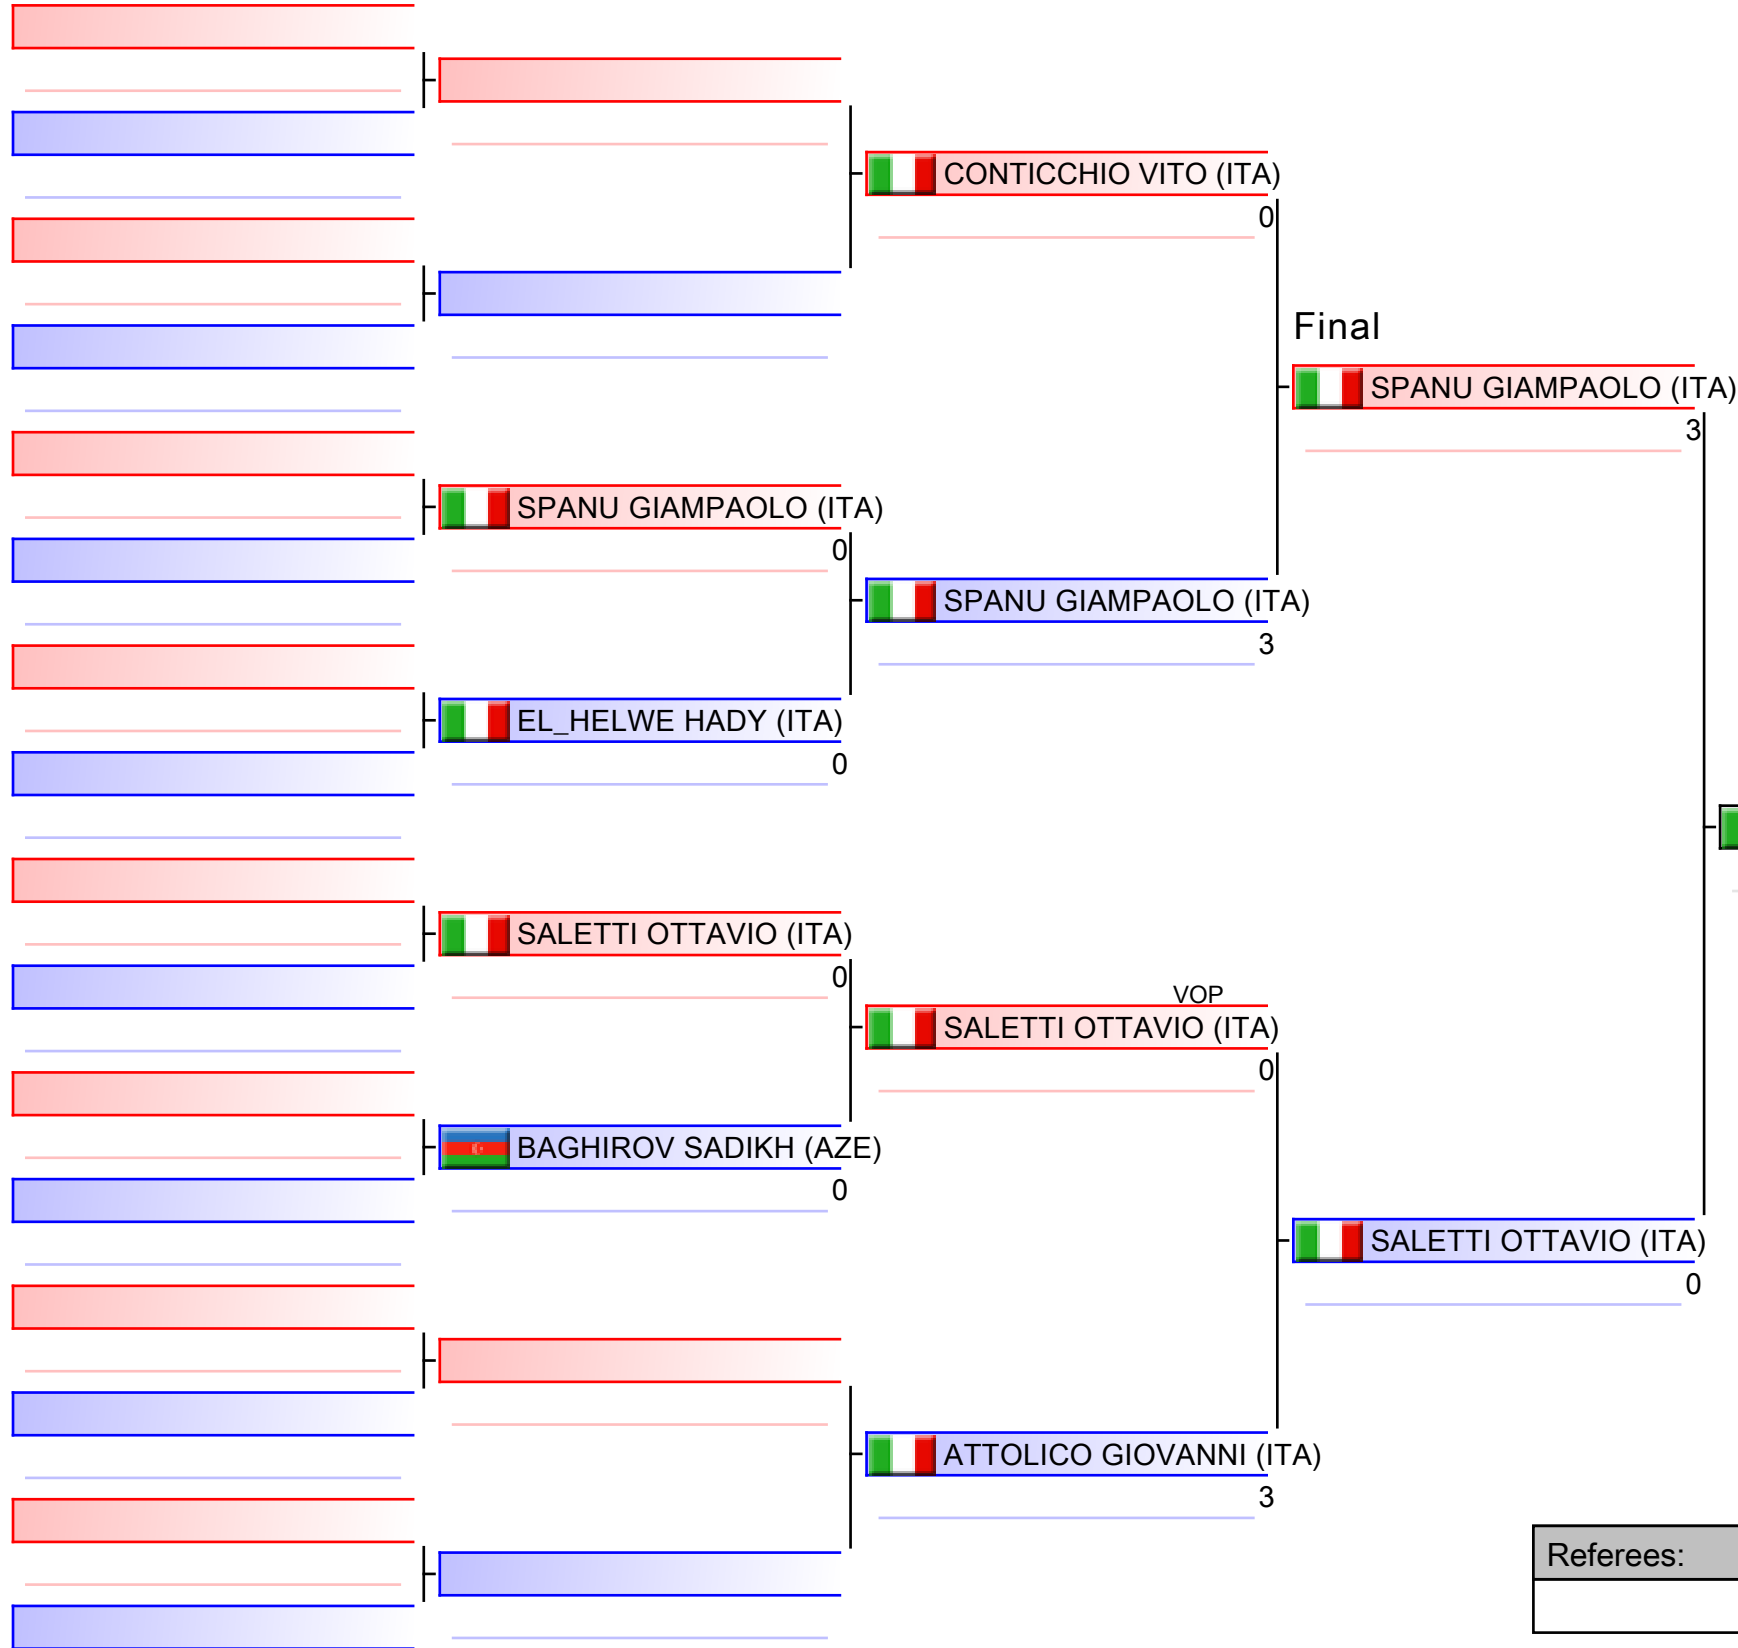 CONTICCHIO VITO (ITA)
0
Final
SPANU GIAMPAOLO (ITA)
3
SPANU GIAMPAOLO (ITA)
0
SPANU GIAMPAOLO (ITA)
3
EL_HELWE HADY (ITA)
0
SALETTI OTTAVIO (ITA)
0
VOP
SALETTI OTTAVIO (ITA)
0
BAGHIROV SADIKH (AZE)
0
SALETTI OTTAVIO (ITA)
0
ATTOLICO GIOVANNI (ITA)
3
Referees: